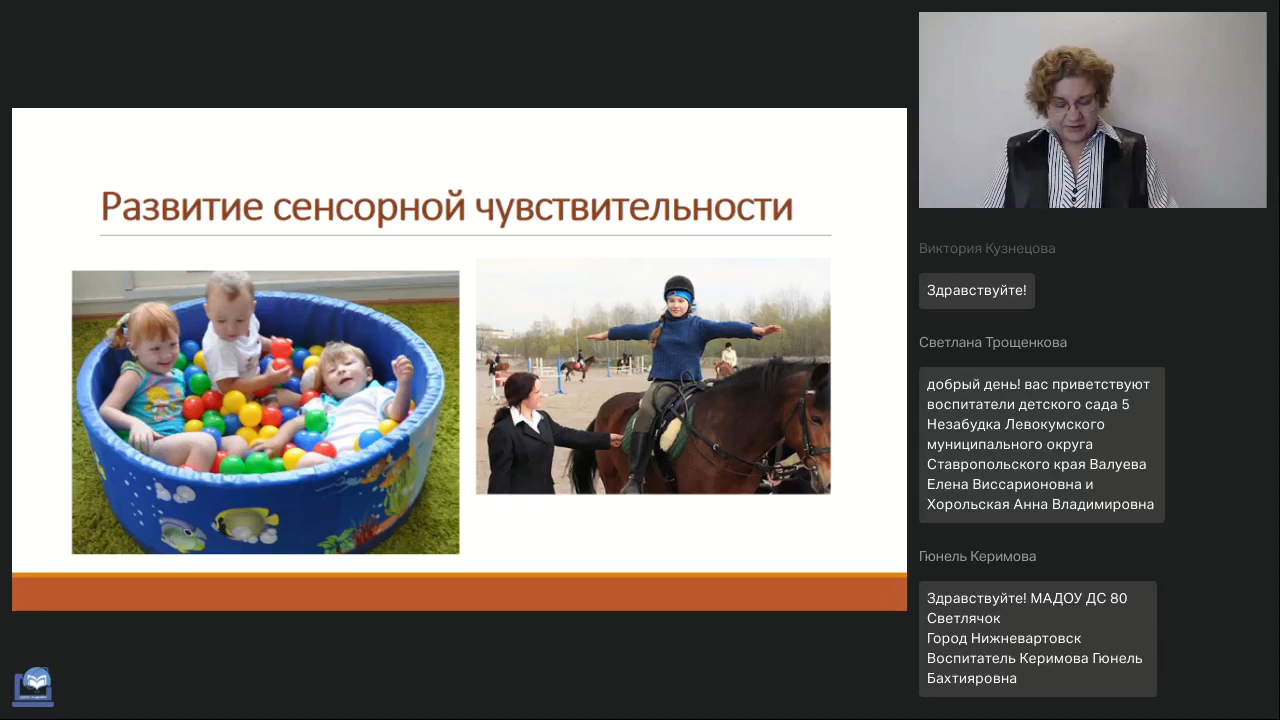 Развитие сенсорной чувствительности
Виктория Кузнецова
Здравствуйте!
Светлана Трощенкова
добрый день! вас приветствуют
воспитатели детского сада 5
Незабудка Левокумского
муниципального округа
Ставропольского края Валуева
Елена Виссарионовна и
Хорольская Анна Владимировна
Гюнель Керимова
Здравствуйте! МАДОУ ДС 80
Светлячок
Город Нижневартовск
Воспитатель Керимова Гюнель
Бахтияровна